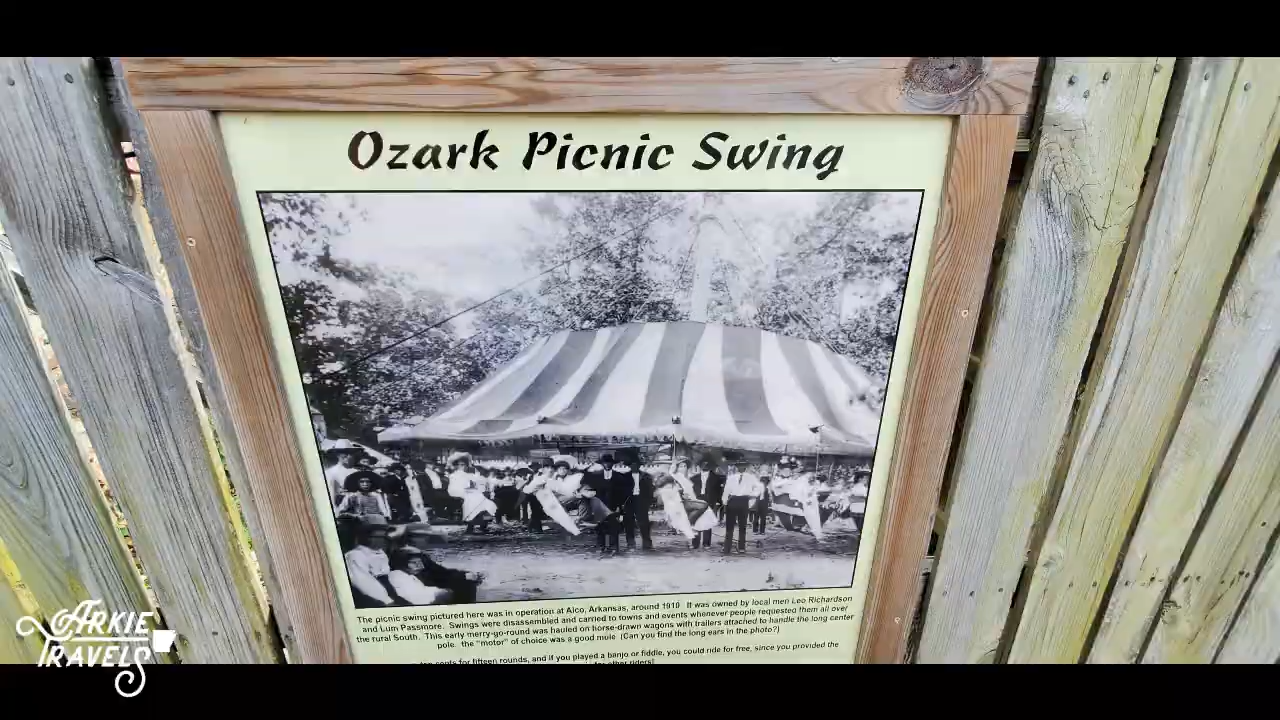 Ozark Picnic Swing
The picnic swing pictured here was in operation at Alco, Arkansas, around 1910. It was owned by local men Leo Richardson
and Lum Passmore. Swings were disassembled and carried to towns and events whenever people requested them all over
the rural South. This early merry-go-round was hauled on horse-drawn wagons with trailers attached to handle the long center
pole. the "motor" of choice was a good mule (Can you find the long ears in the photo?)
ten cents for fifteen rounds, and if you played a banjo or fiddle, you could ride for free, since you provided the
other riders!
ARKIE
TRAVELS